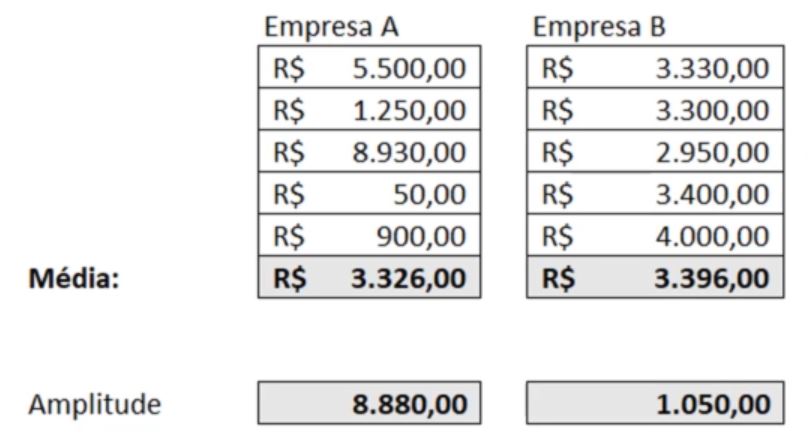 Empresa A Empresa B
R$ 5.500,00 R$ 3.330,00
R$ 1.250,00 R$ 3.300,00
R$ 8.930,00 R$ 2.950,00
R$ 50,00 R$ 3.400,00
R$ 900,00 R$ 4.000,00
Média: R$ 3.326,00 R$ 3.396,00
Amplitude 8.880,00 1.050,00